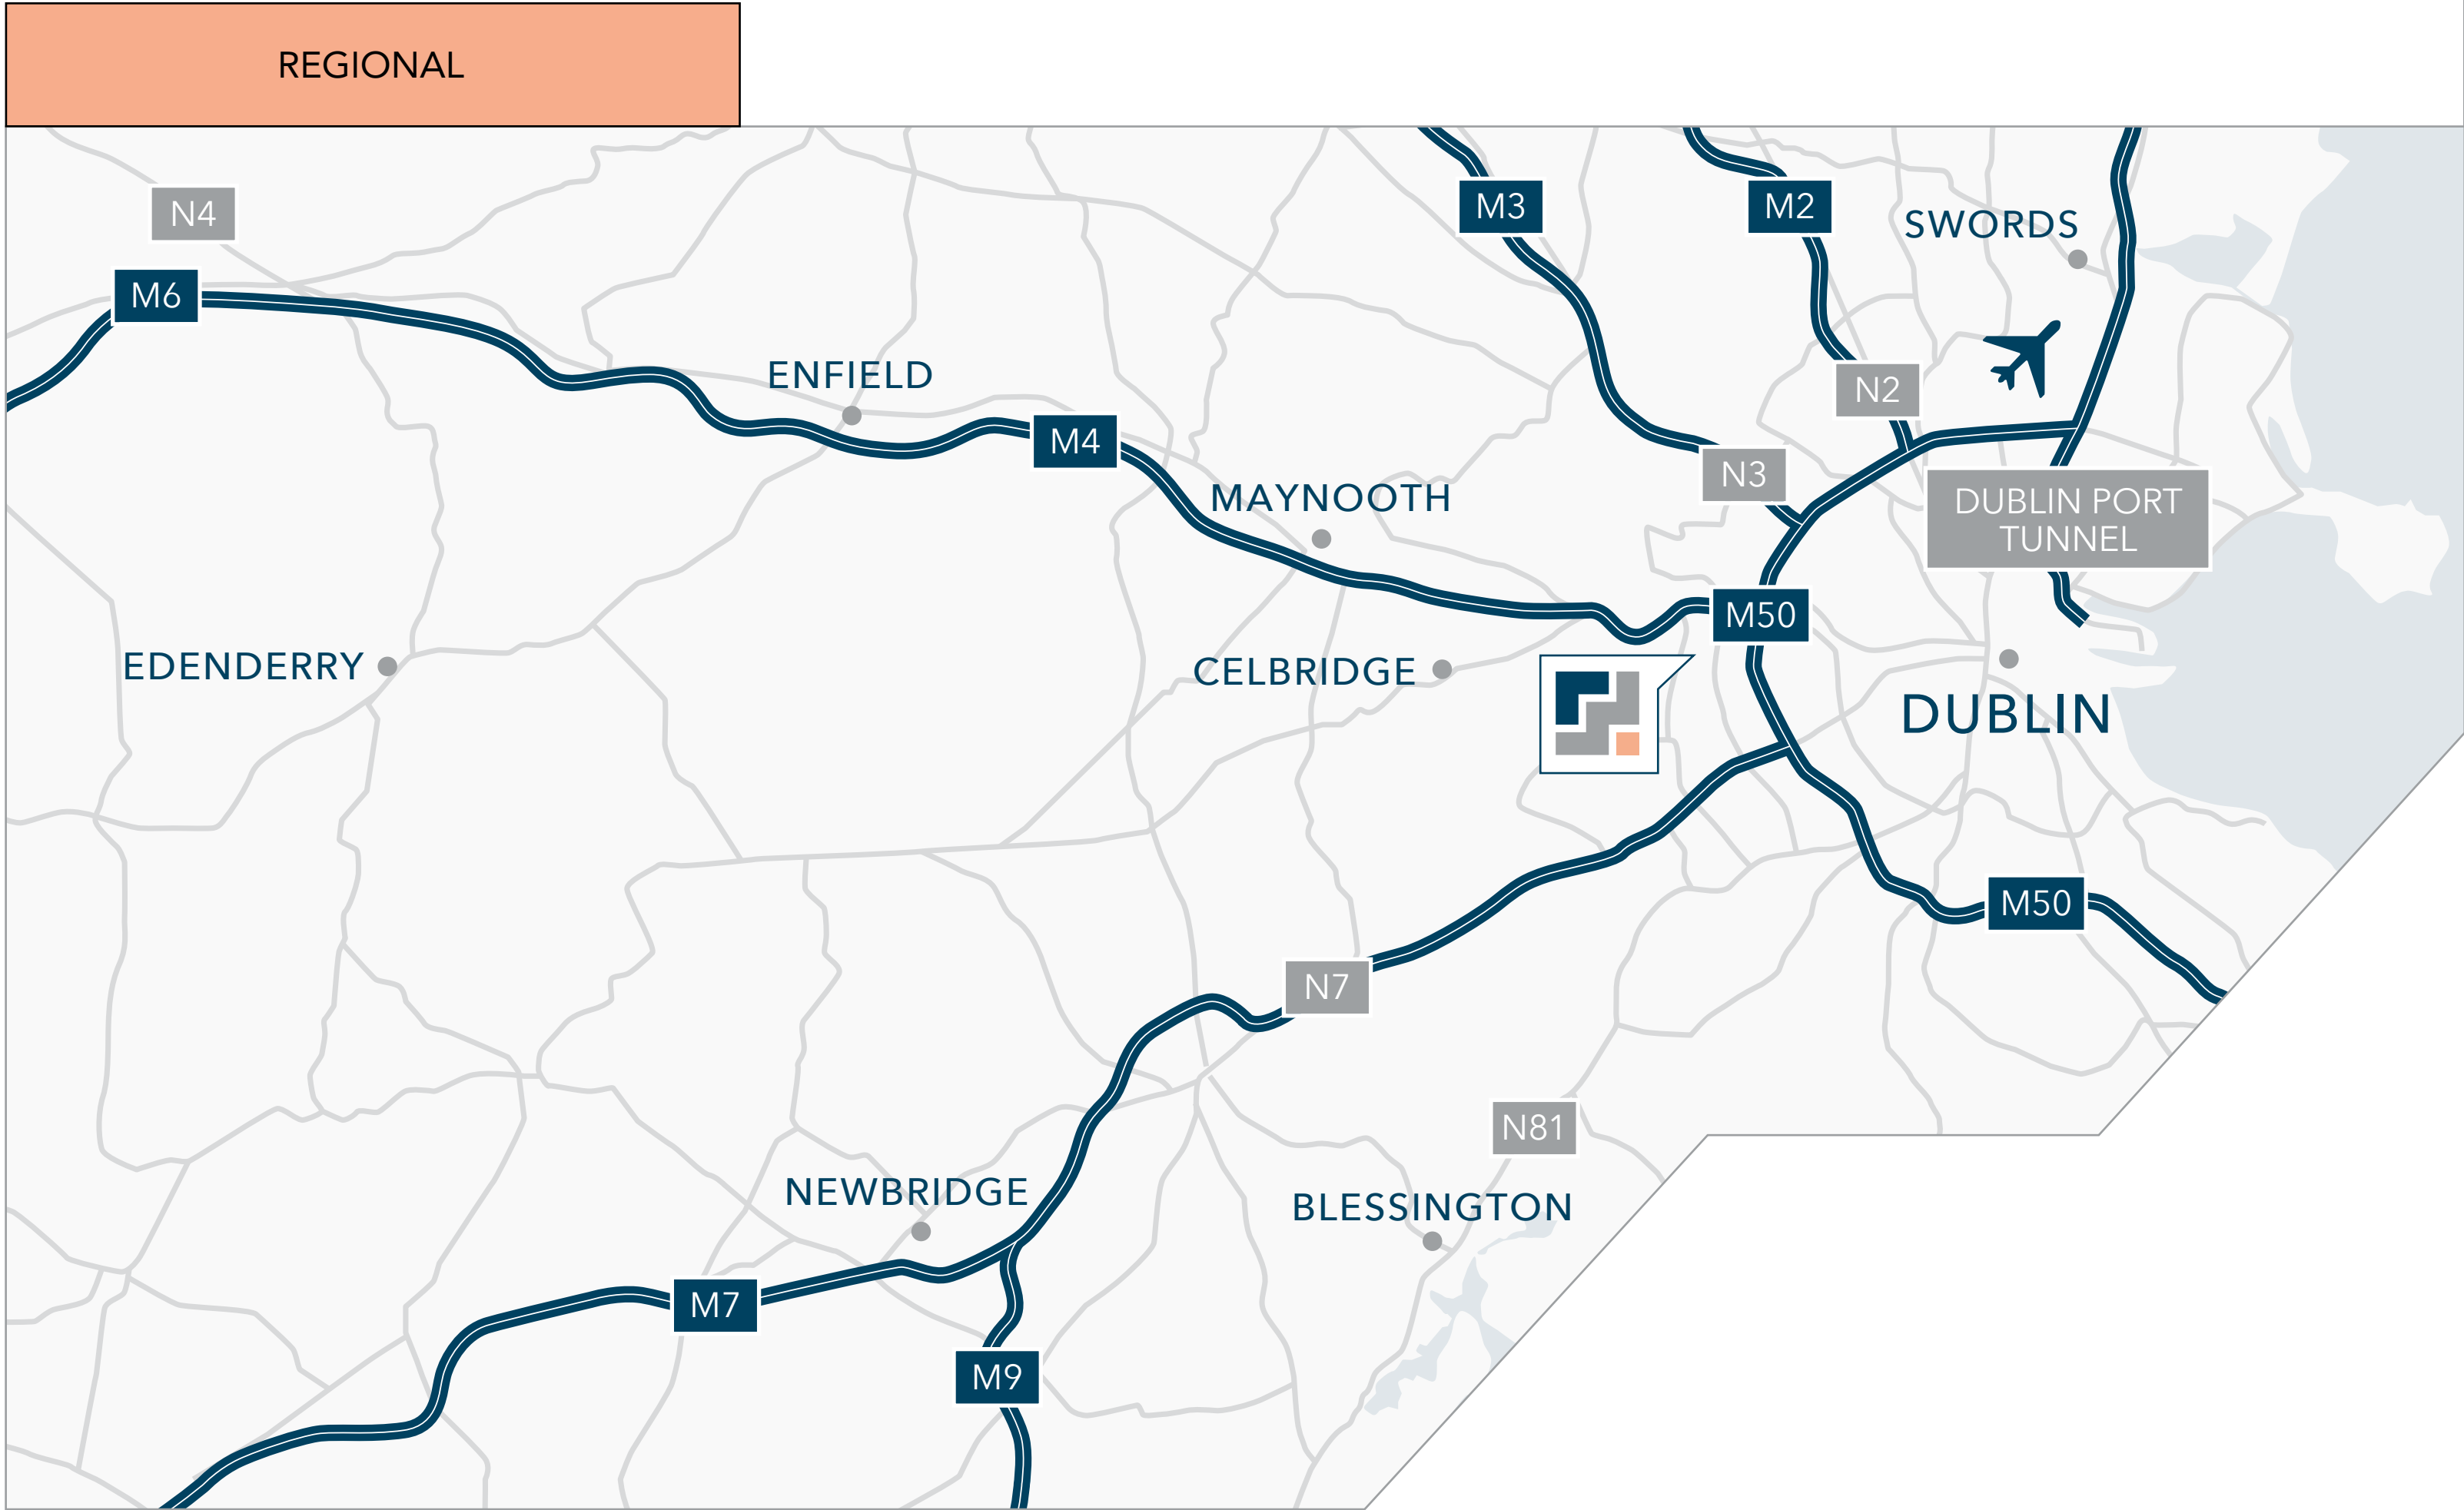 REGIONAL
N4
M3
M2
SWORDS
M6
ENFIELD
N2
M4
N3
MAYNOOTH
DUBLIN PORT
TUNNEL
M50
EDENDERRY
CELBRIDGE
DUBLIN
M50
N7
N81
NEWBRIDGE
BLESSINGTON
M7
M9